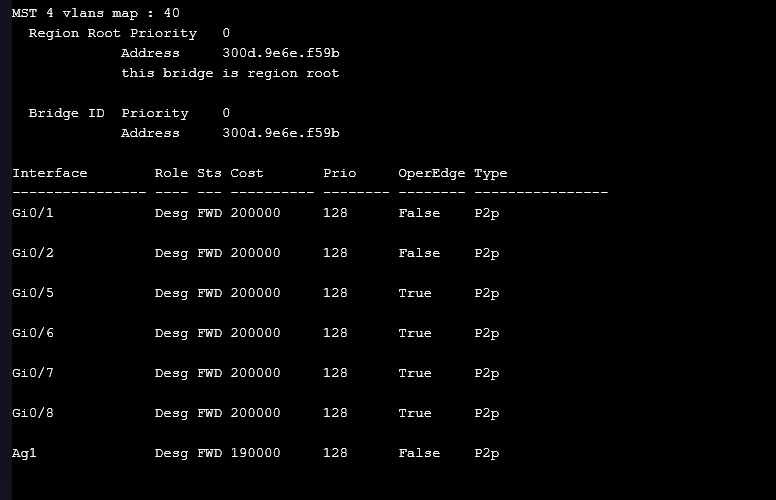 MST 4 vlans map : 40
  Region Root Priority   0
             Address     300d.9e6e.f59b
             this bridge is region root

  Bridge ID  Priority    0
             Address     300d.9e6e.f59b

Interface        Role Sts Cost       Prio     OperEdge Type
---------------- ---- --- ---------- -------- -------- ----------------
Gi0/1            Desg FWD 200000     128      False    P2p

Gi0/2            Desg FWD 200000     128      False    P2p

Gi0/5            Desg FWD 200000     128      True     P2p

Gi0/6            Desg FWD 200000     128      True     P2p

Gi0/7            Desg FWD 200000     128      True     P2p

Gi0/8            Desg FWD 200000     128      True     P2p

Ag1              Desg FWD 190000     128      False    P2p